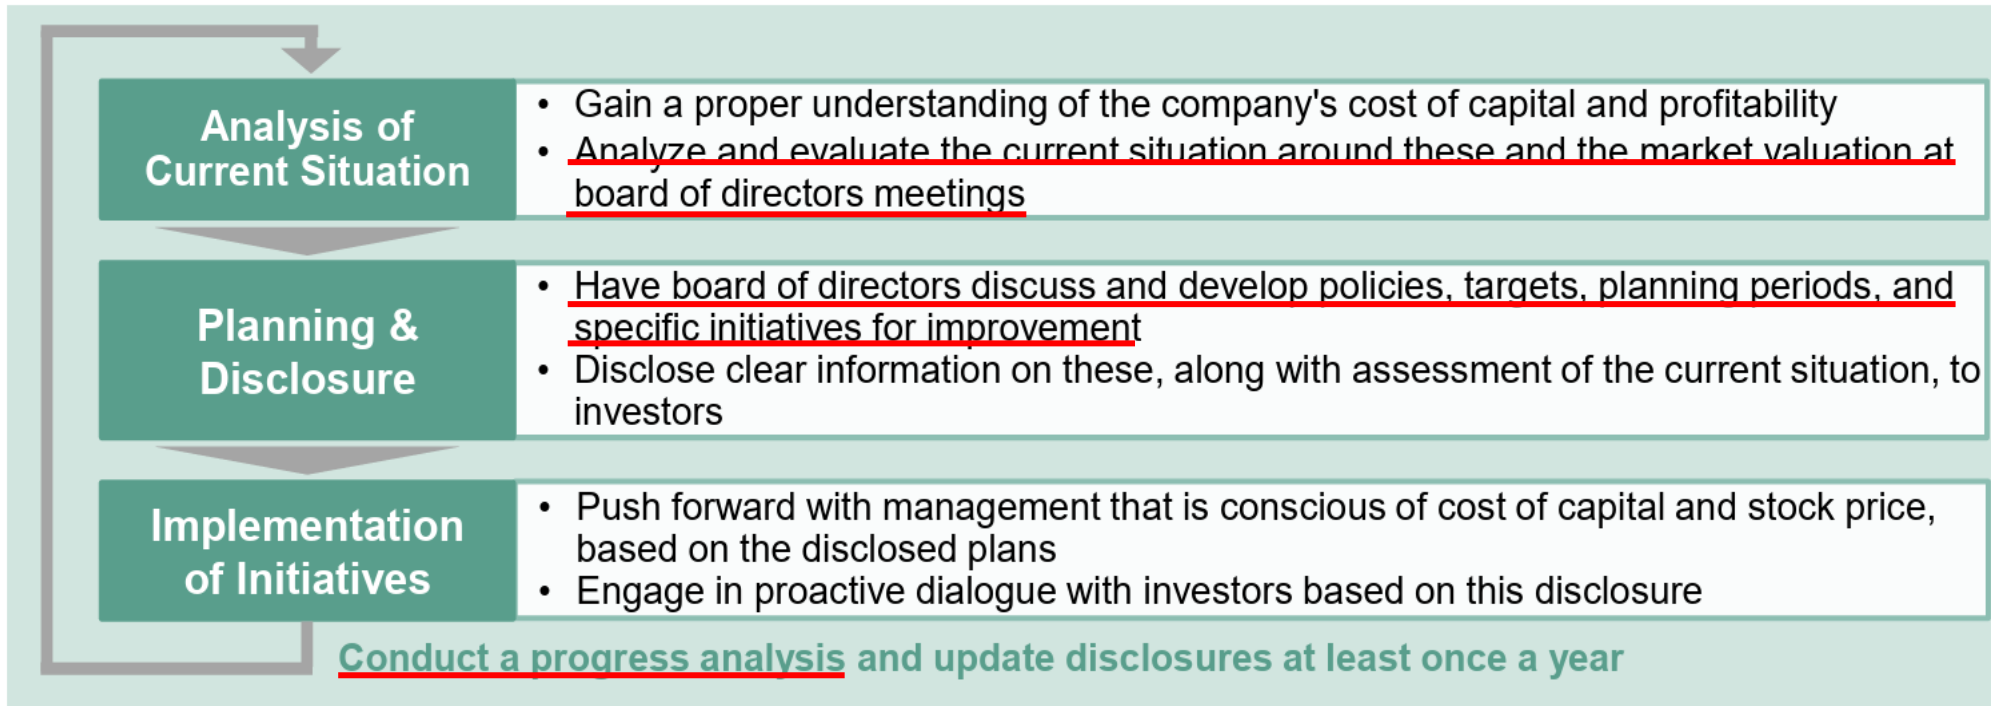 Analysis of
Current Situation
• Gain a proper understanding of the company's cost of capital and profitability
• Analyze and evaluate the current situation around these and the market valuation at
board of directors meetings
Planning &
Disclosure
• Have board of directors discuss and develop policies, targets, planning periods, and
specific initiatives for improvement
• Disclose clear information on these, along with assessment of the current situation, to
investors
Implementation
of Initiatives
• Push forward with management that is conscious of cost of capital and stock price,
based on the disclosed plans
• Engage in proactive dialogue with investors based on this disclosure
Conduct a progress analysis and update disclosures at least once a year